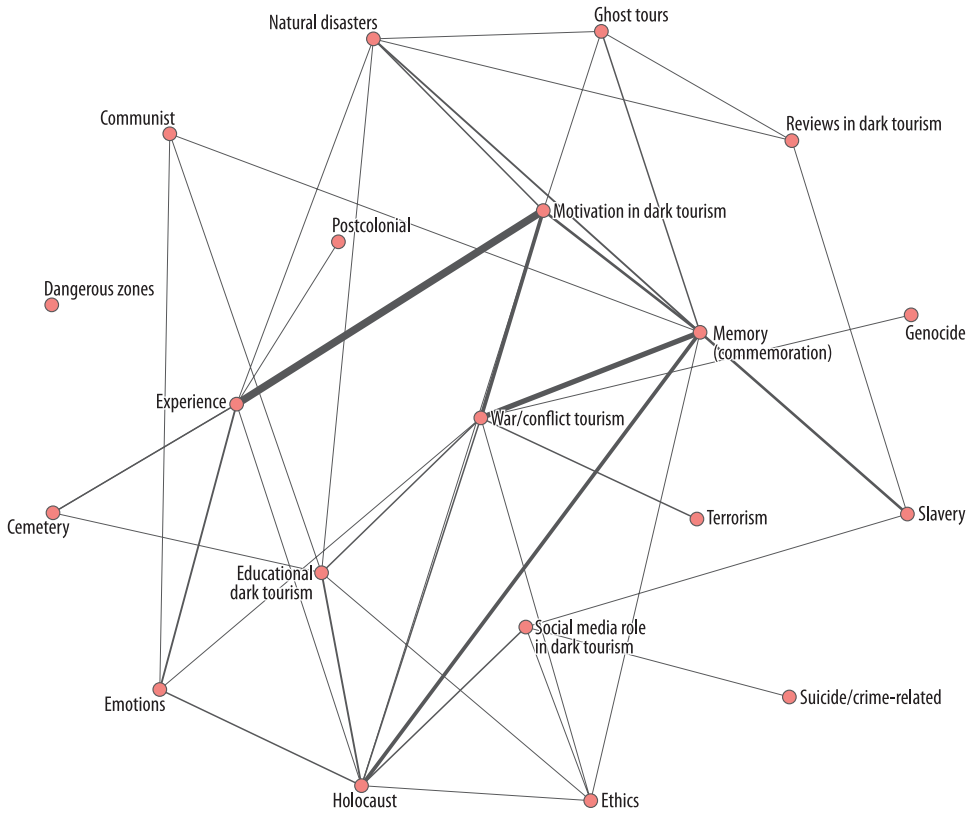 Ghost tours
Natural disasters
Communist
Reviews in dark tourism
Motivation in dark tourism
Postcolonial
Dangerous zones
Genocide
Memory
(commemoration)
Experience
War/conflict tourism
Cemetery
Terrorism
Slavery
Educational
dark tourism
Social media role
in dark tourism
Emotions
Suicide/crime-related
Holocaust
Ethics